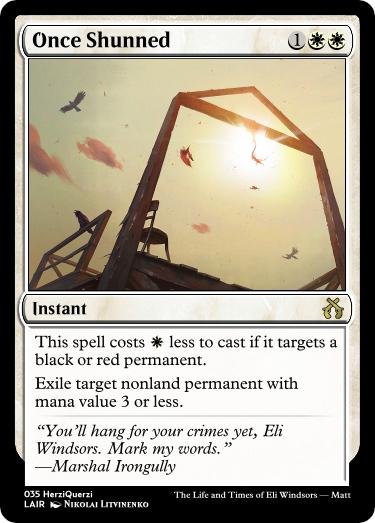 Once Shunned 1
Instant
This spell costs less to cast if it targets a
black or red permanent.
Exile target nonland permanent with
mana value 3 or less.
“You’ll hang for your crimes yet, Eli
Windsors. Mark my words.”
—Marshal Irongully
035 HerziQuerzi
LAIR Nikolai Litvinenko
The Life and Times of Eli Windsors — Matt